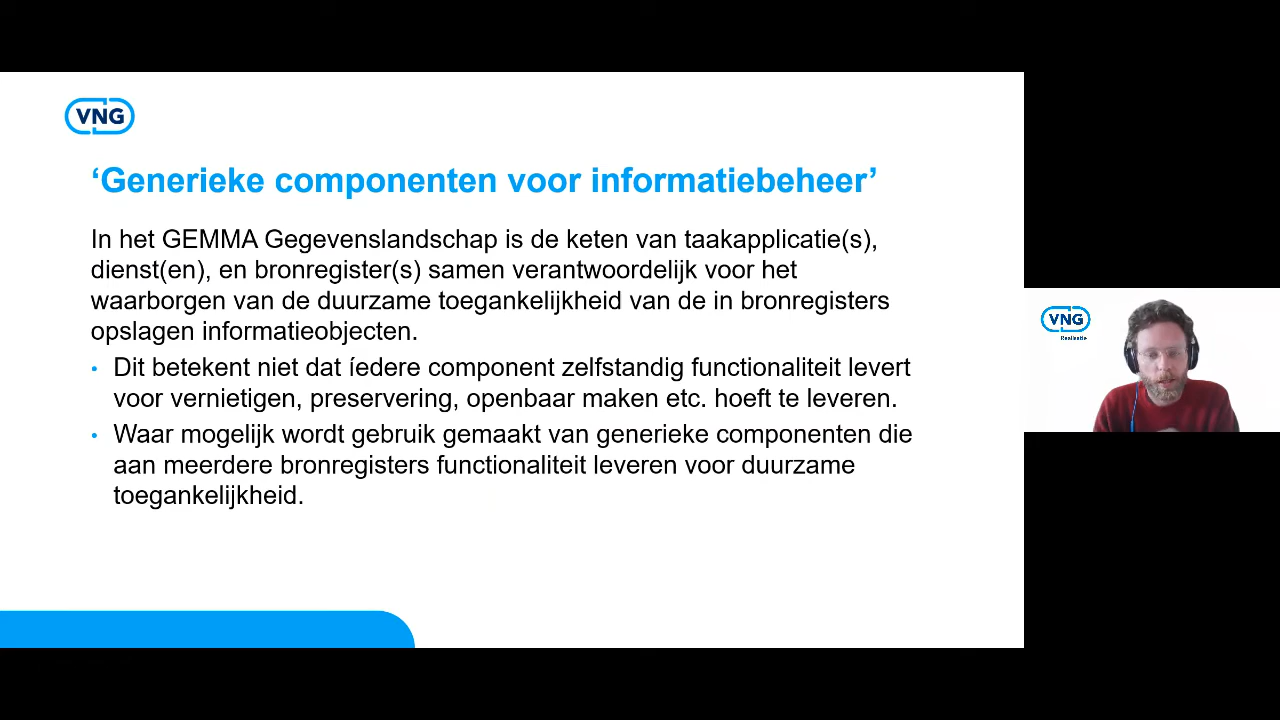 VNG
‘Generieke componenten voor informatiebeheer’
In het GEMMA Gegevenslandschap is de keten van taakapplicatie(s),
dienst(en), en bronregister(s) samen verantwoordelijk voor het
waarborgen van de duurzame toegankelijkheid van de in bronregisters
opslagen informatieobjecten.
• Dit betekent niet dat íedere component zelfstandig functionaliteit levert
voor vernietigen, preservering, openbaar maken etc. hoeft te leveren.
• Waar mogelijk wordt gebruik gemaakt van generieke componenten die
aan meerdere bronregisters functionaliteit leveren voor duurzame
toegankelijkheid.
VNG
Realisatie